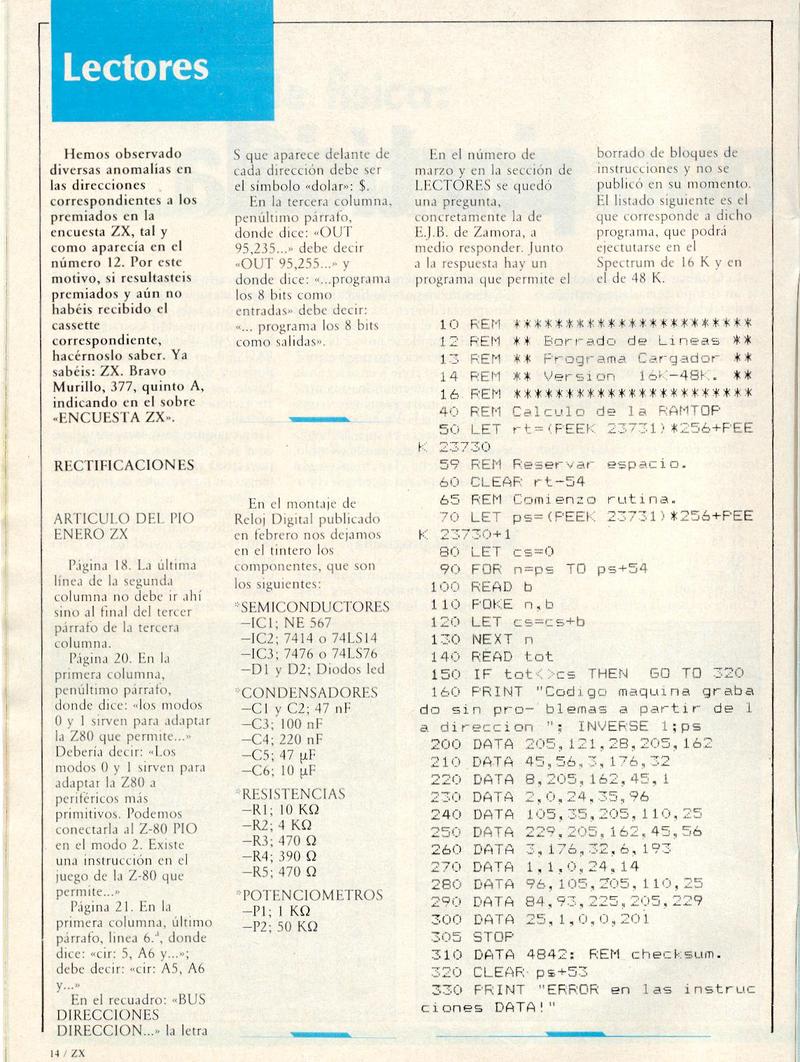 Lectores
Hemos observado
diversas anomalías en
las direcciones
correspondientes a los
premiados en la
encuesta ZX, tal y
como aparecía en el
número 12. Por este
motivo, si resultasteis
premiados y aún no
habéis recibido el
cassette
correspondiente,
hacérnoslo saber. Ya
sabéis: ZX. Bravo
Murillo, 377, quinto A,
indicando en el sobre
«ENCUESTA ZX».
RECTIFICACIONES
ARTICULO DEL PIO
ENERO ZX
Página 18. La última
línea de la segunda
columna no debe ir ahí
sino al final del tercer
párrafo de la tercera
columna.
Página 20. En la
primera columna,
penúltimo párrafo,
donde dice: «los modos
0 y 1 sirven para adaptar
la Z80 que permite...»
Debería decir: «Los
modos 0 y 1 sirven para
adaptar la Z80 a
periféricos más
primitivos. Podemos
conectarla al Z-80 PIO
en el modo 2. Existe
una instrucción en el
juego de la Z-80 que
permite...»
Página 21. En la
primera columna, último
párrafo, linea 6.ª, donde
dice: «cir: 5, A6 y...»;
debe decir: «cir: A5, A6
y...»
En el recuadro: «BUS
DIRECCIONES
DIRECCION...» la letra
S que aparece delante de
cada dirección debe ser
el símbolo «dolar»: $.
En la tercera columna,
penúltimo párrafo,
donde dice: «OUT
95,235...» debe decir
«OUT 95,255...» y
donde dice: «...programa
los 8 bits como
entradas» debe decir:
«... programa los 8 bits
como salidas».
En el montaje de
Reloj Digital publicado
en febrero nos dejamos
en el tintero los
componentes, que son
los siguientes:
*SEMICONDUCTORES
—IC1; NE 567
—IC2; 7414 o 74LS14
—IC3; 7476 o 74LS76
—D1 y D2; Diodos led
*CONDENSADORES
—C1 y C2; 47 nF
—C3; 100 nF
—C4; 220 nF
—C5; 47 µF
—C6; 10 µF
*RESISTENCIAS
—R1; 10 KΩ
—R2; 4 KΩ
—R3; 470 Ω
—R4; 390 Ω
—R5; 470 Ω
*POTENCIOMETROS
—P1; 1 KΩ
—P2; 50 KΩ
En el número de
marzo y en la sección de
LECTORES se quedó
una pregunta,
concretamente la de
E.J.B. de Zamora, a
medio responder. Junto
a la respuesta hay un
programa que permite el
borrado de bloques de
instrucciones y no se
publicó en su momento.
El listado siguiente es el
que corresponde a dicho
programa, que podrá
ejectutarse en el
Spectrum de 16 K y en
el de 48 K.
10 REM ***********************
12 REM ** Borrado de Lineas **
13 REM ** Programa Cargador **
14 REM ** Version 16K-48K. **
16 REM ***********************
40 REM Calculo de la RAMTOP
50 LET rt=(PEEK 23731)*256+PEE
K 23730
59 REM Reservar espacio.
60 CLEAR rt-54
65 REM Comienzo rutina.
70 LET ps=(PEEK 23731)*256+PEE
K 23730+1
80 LET cs=0
90 FOR n=ps TO ps+54
100 READ b
110 POKE n,b
120 LET cs=cs+b
130 NEXT n
140 READ tot
150 IF tot<>cs THEN GO TO 320
160 PRINT "Codigo maquina graba
do sin pro- blemas a partir de l
a direccion "; INVERSE 1;ps
200 DATA 205,121,28,205,162
210 DATA 45,56,3,176,32
220 DATA 8,205,162,45,1
230 DATA 2,0,24,35,96
240 DATA 105,35,205,110,25
250 DATA 229,205,162,45,56
260 DATA 3,176,32,6,193
270 DATA 1,1,0,24,14
280 DATA 96,105,205,110,25
290 DATA 84,93,225,205,229
300 DATA 25,1,0,0,201
305 STOP
310 DATA 4842: REM checksum.
320 CLEAR ps+53
330 PRINT "ERROR en las instruc
ciones DATA!"
14 / ZX